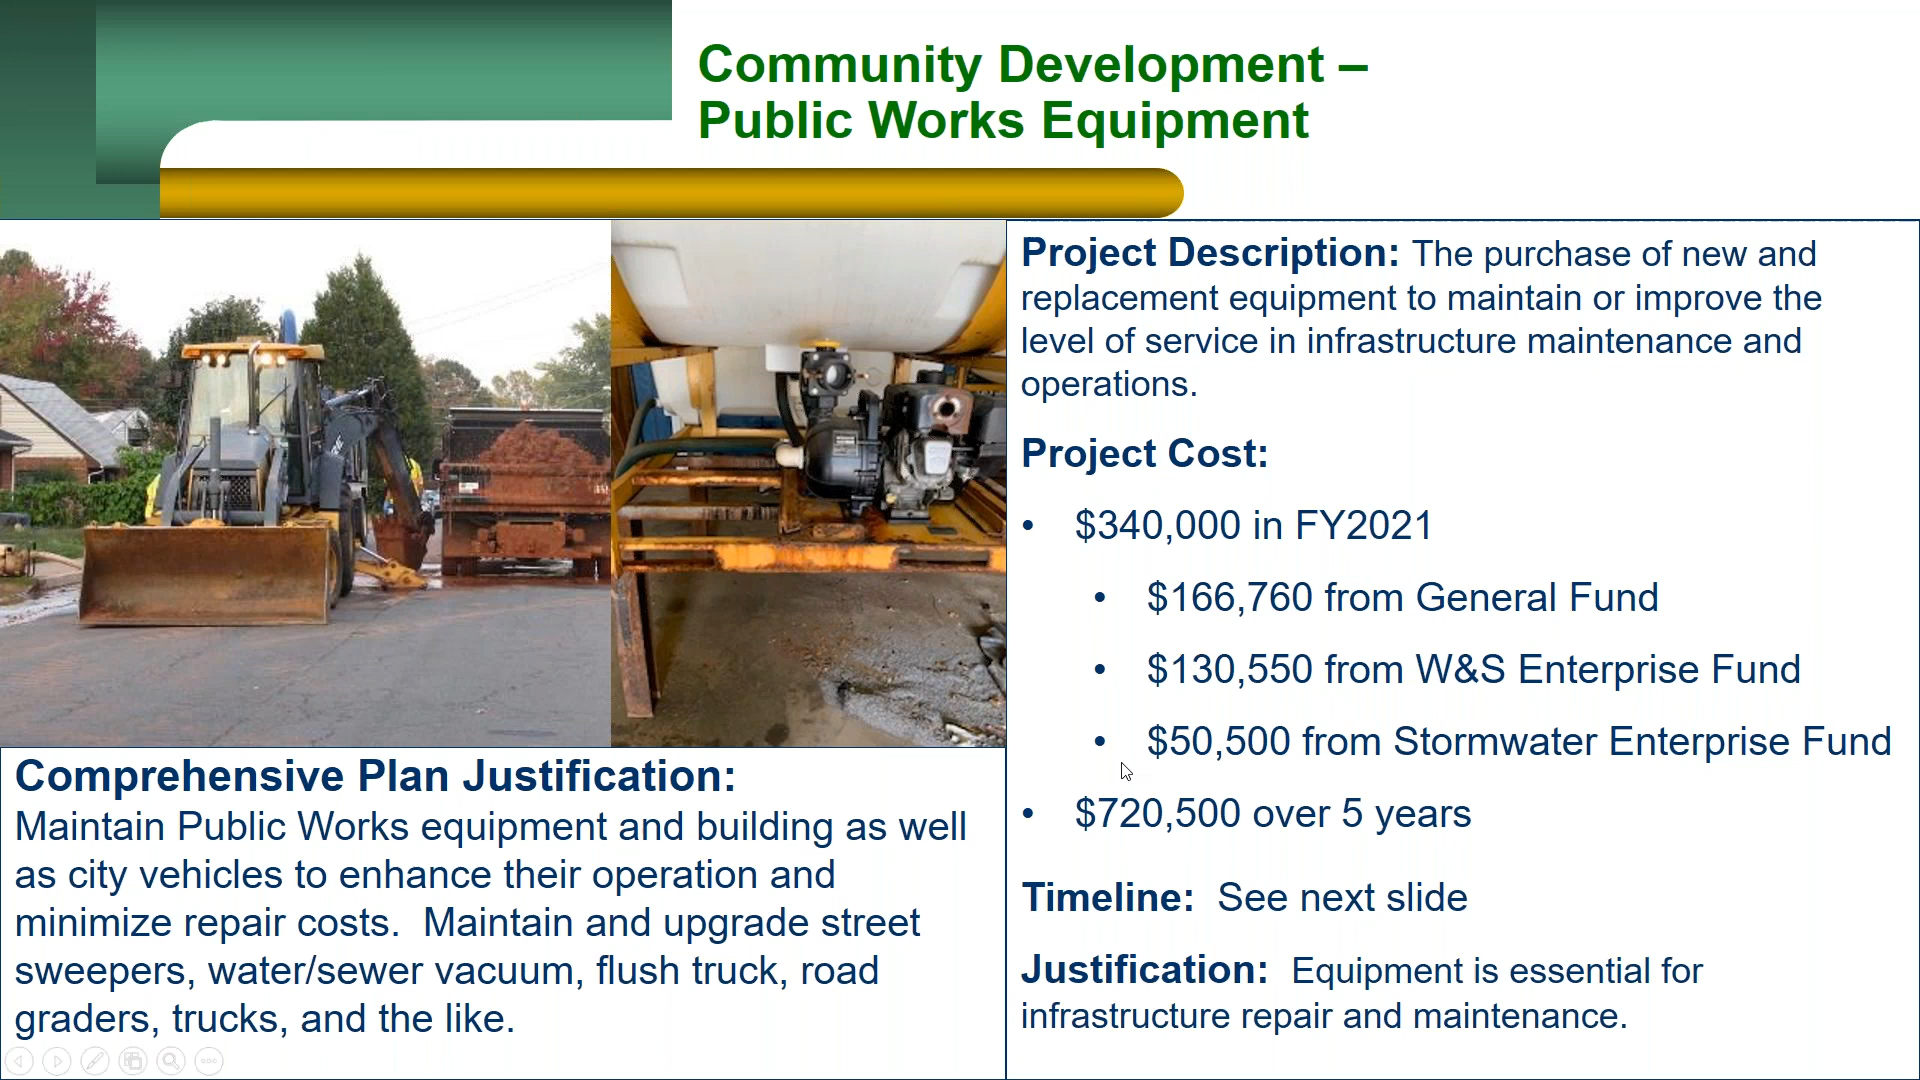 Community Development –
Public Works Equipment
Project Description: The purchase of new and
replacement equipment to maintain or improve the
level of service in infrastructure maintenance and
operations.
Project Cost:
• $340,000 in FY2021
• $166,760 from General Fund
• $130,550 from W&S Enterprise Fund
• $50,500 from Stormwater Enterprise Fund
• $720,500 over 5 years
Timeline:  See next slide
Justification:  Equipment is essential for
infrastructure repair and maintenance.
Comprehensive Plan Justification:
Maintain Public Works equipment and building as well
as city vehicles to enhance their operation and
minimize repair costs.  Maintain and upgrade street
sweepers, water/sewer vacuum, flush truck, road
graders, trucks, and the like.